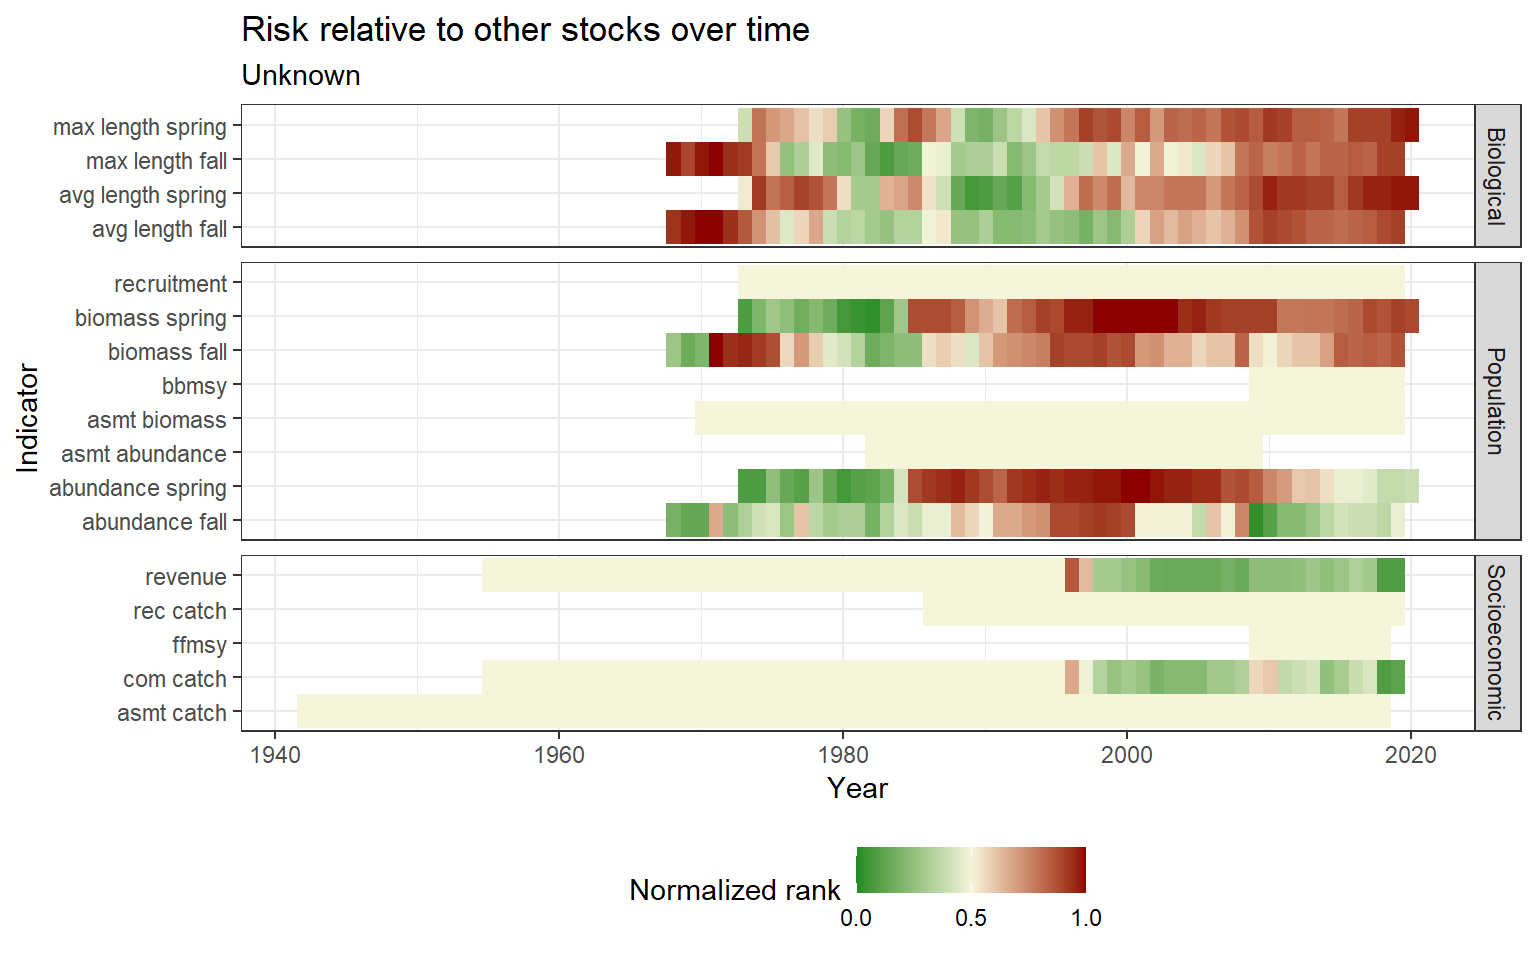 Risk relative to other stocks over time
Unknown
max length spring
max length fall
avg length spring
avg length fall
Biological
recruitment
biomass spring
biomass fall
bbmsy
asmt biomass
asmt abundance
abundance spring
abundance fall
Population
revenue
rec catch
ffmsy
com catch
asmt catch
Socioeconomic
Indicator
1940 1960 1980 2000 2020
Year
Normalized rank
0.0 0.5 1.0